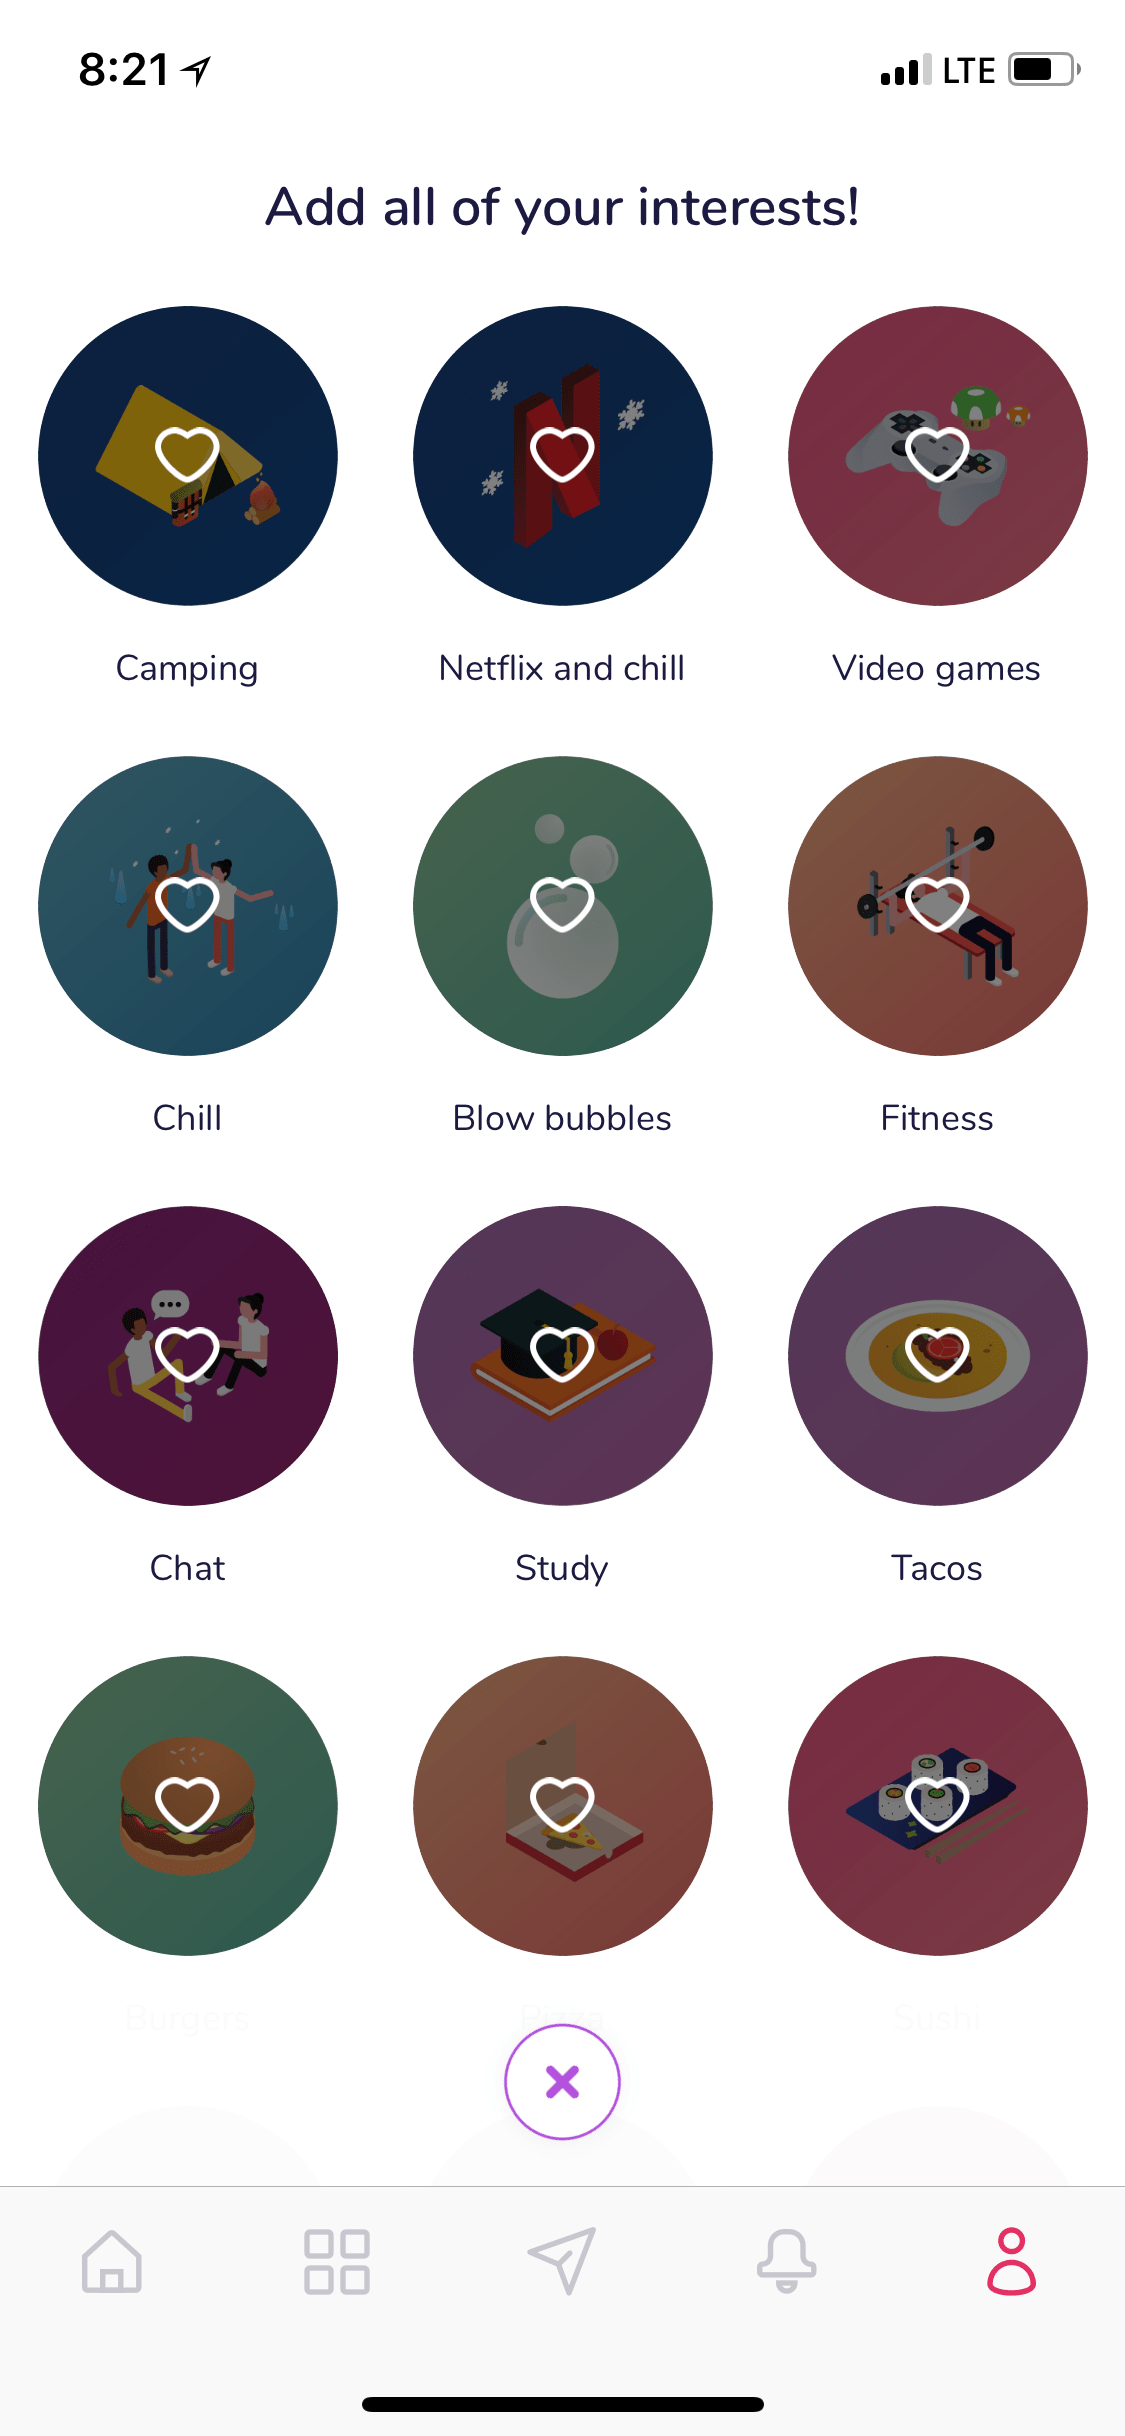 8:21 LTE
Add all of your interests!
Camping Netflix and chill Video games
Chill Blow bubbles Fitness
Chat Study Tacos
Burgers Pizza Sushi